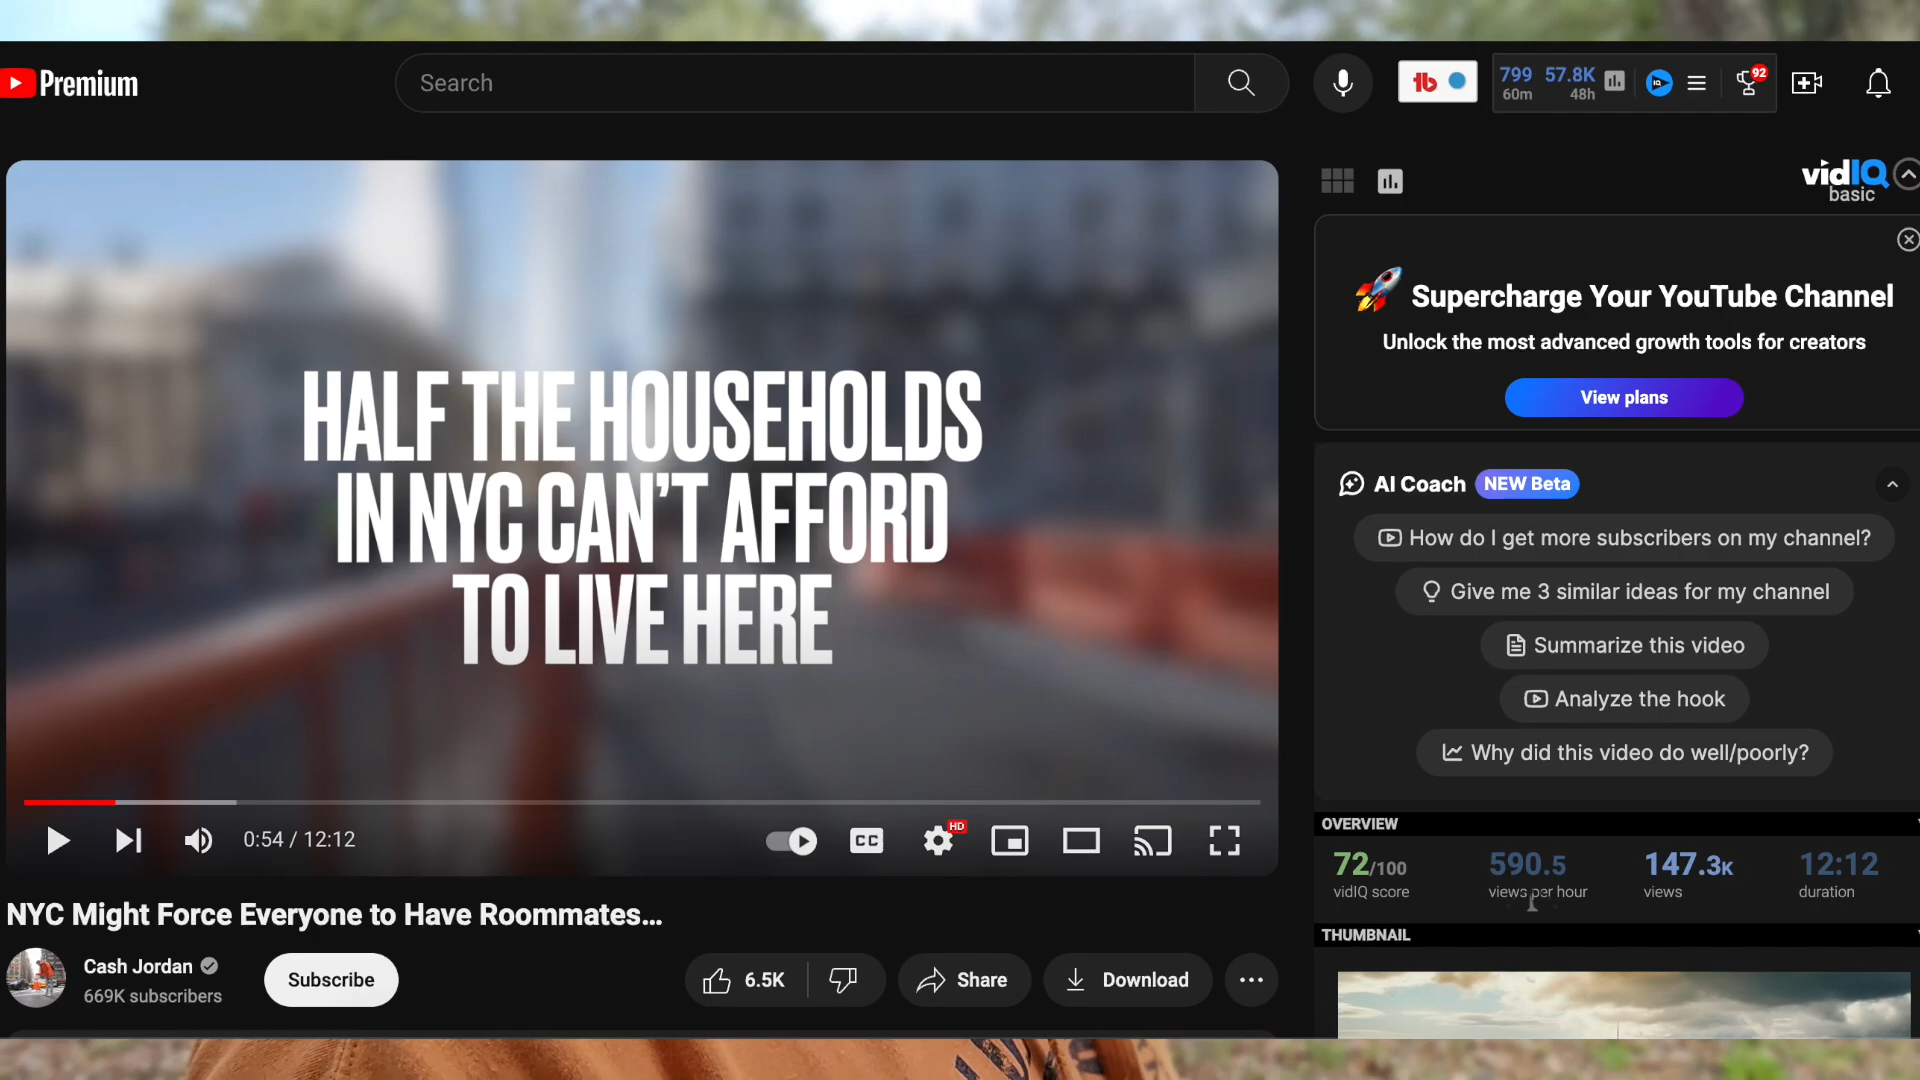 Premium
Search
799 57.8K
60m 48h
92
vidIQ
basic
HALF THE HOUSEHOLDS
IN NYC CAN'T AFFORD
TO LIVE HERE
0:54 / 12:12
CC
HD
NYC Might Force Everyone to Have Roommates...
Cash Jordan
669K subscribers
Subscribe
6.5K
Share
Download
Supercharge Your YouTube Channel
Unlock the most advanced growth tools for creators
View plans
AI Coach NEW Beta
How do I get more subscribers on my channel?
Give me 3 similar ideas for my channel
Summarize this video
Analyze the hook
Why did this video do well/poorly?
OVERVIEW
72/100 590.5 147.3K 12:12
vidIQ score views per hour views duration
THUMBNAIL